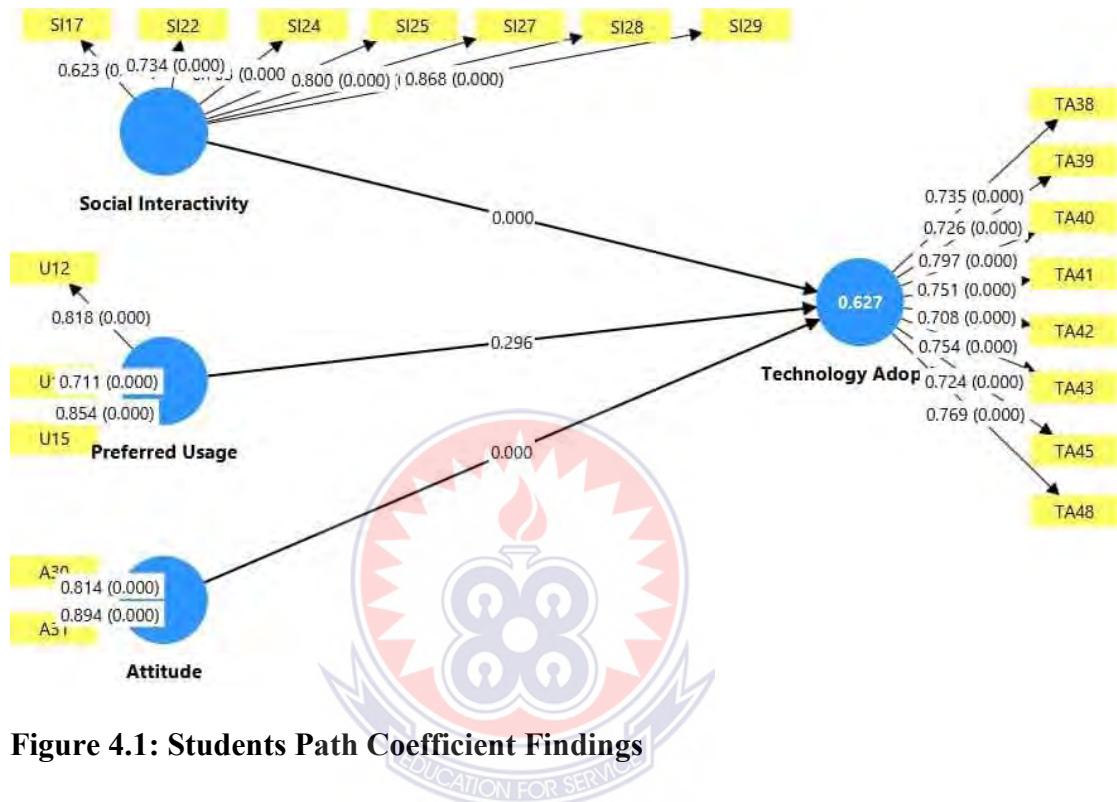 SI17 SI22 SI24 SI25 SI27 SI28 SI29
0.623 (0. 0.734 (0.000) (0.000 0.800 (0.000) 0.868 (0.000)
Social Interactivity
0.000
U12
0.818 (0.000)
0.711 (0.000)
0.854 (0.000)
U15
Preferred Usage
0.296
A30
0.814 (0.000)
0.894 (0.000)
Attitude
0.000
0.627
Technology Adop
0.735 (0.000)
0.726 (0.000)
0.797 (0.000)
0.751 (0.000)
0.708 (0.000)
0.754 (0.000)
0.724 (0.000)
0.769 (0.000)
TA38
TA39
TA40
TA41
TA42
TA43
TA45
TA48
Figure 4.1: Students Path Coefficient Findings
EDUCATION FOR SERVICE